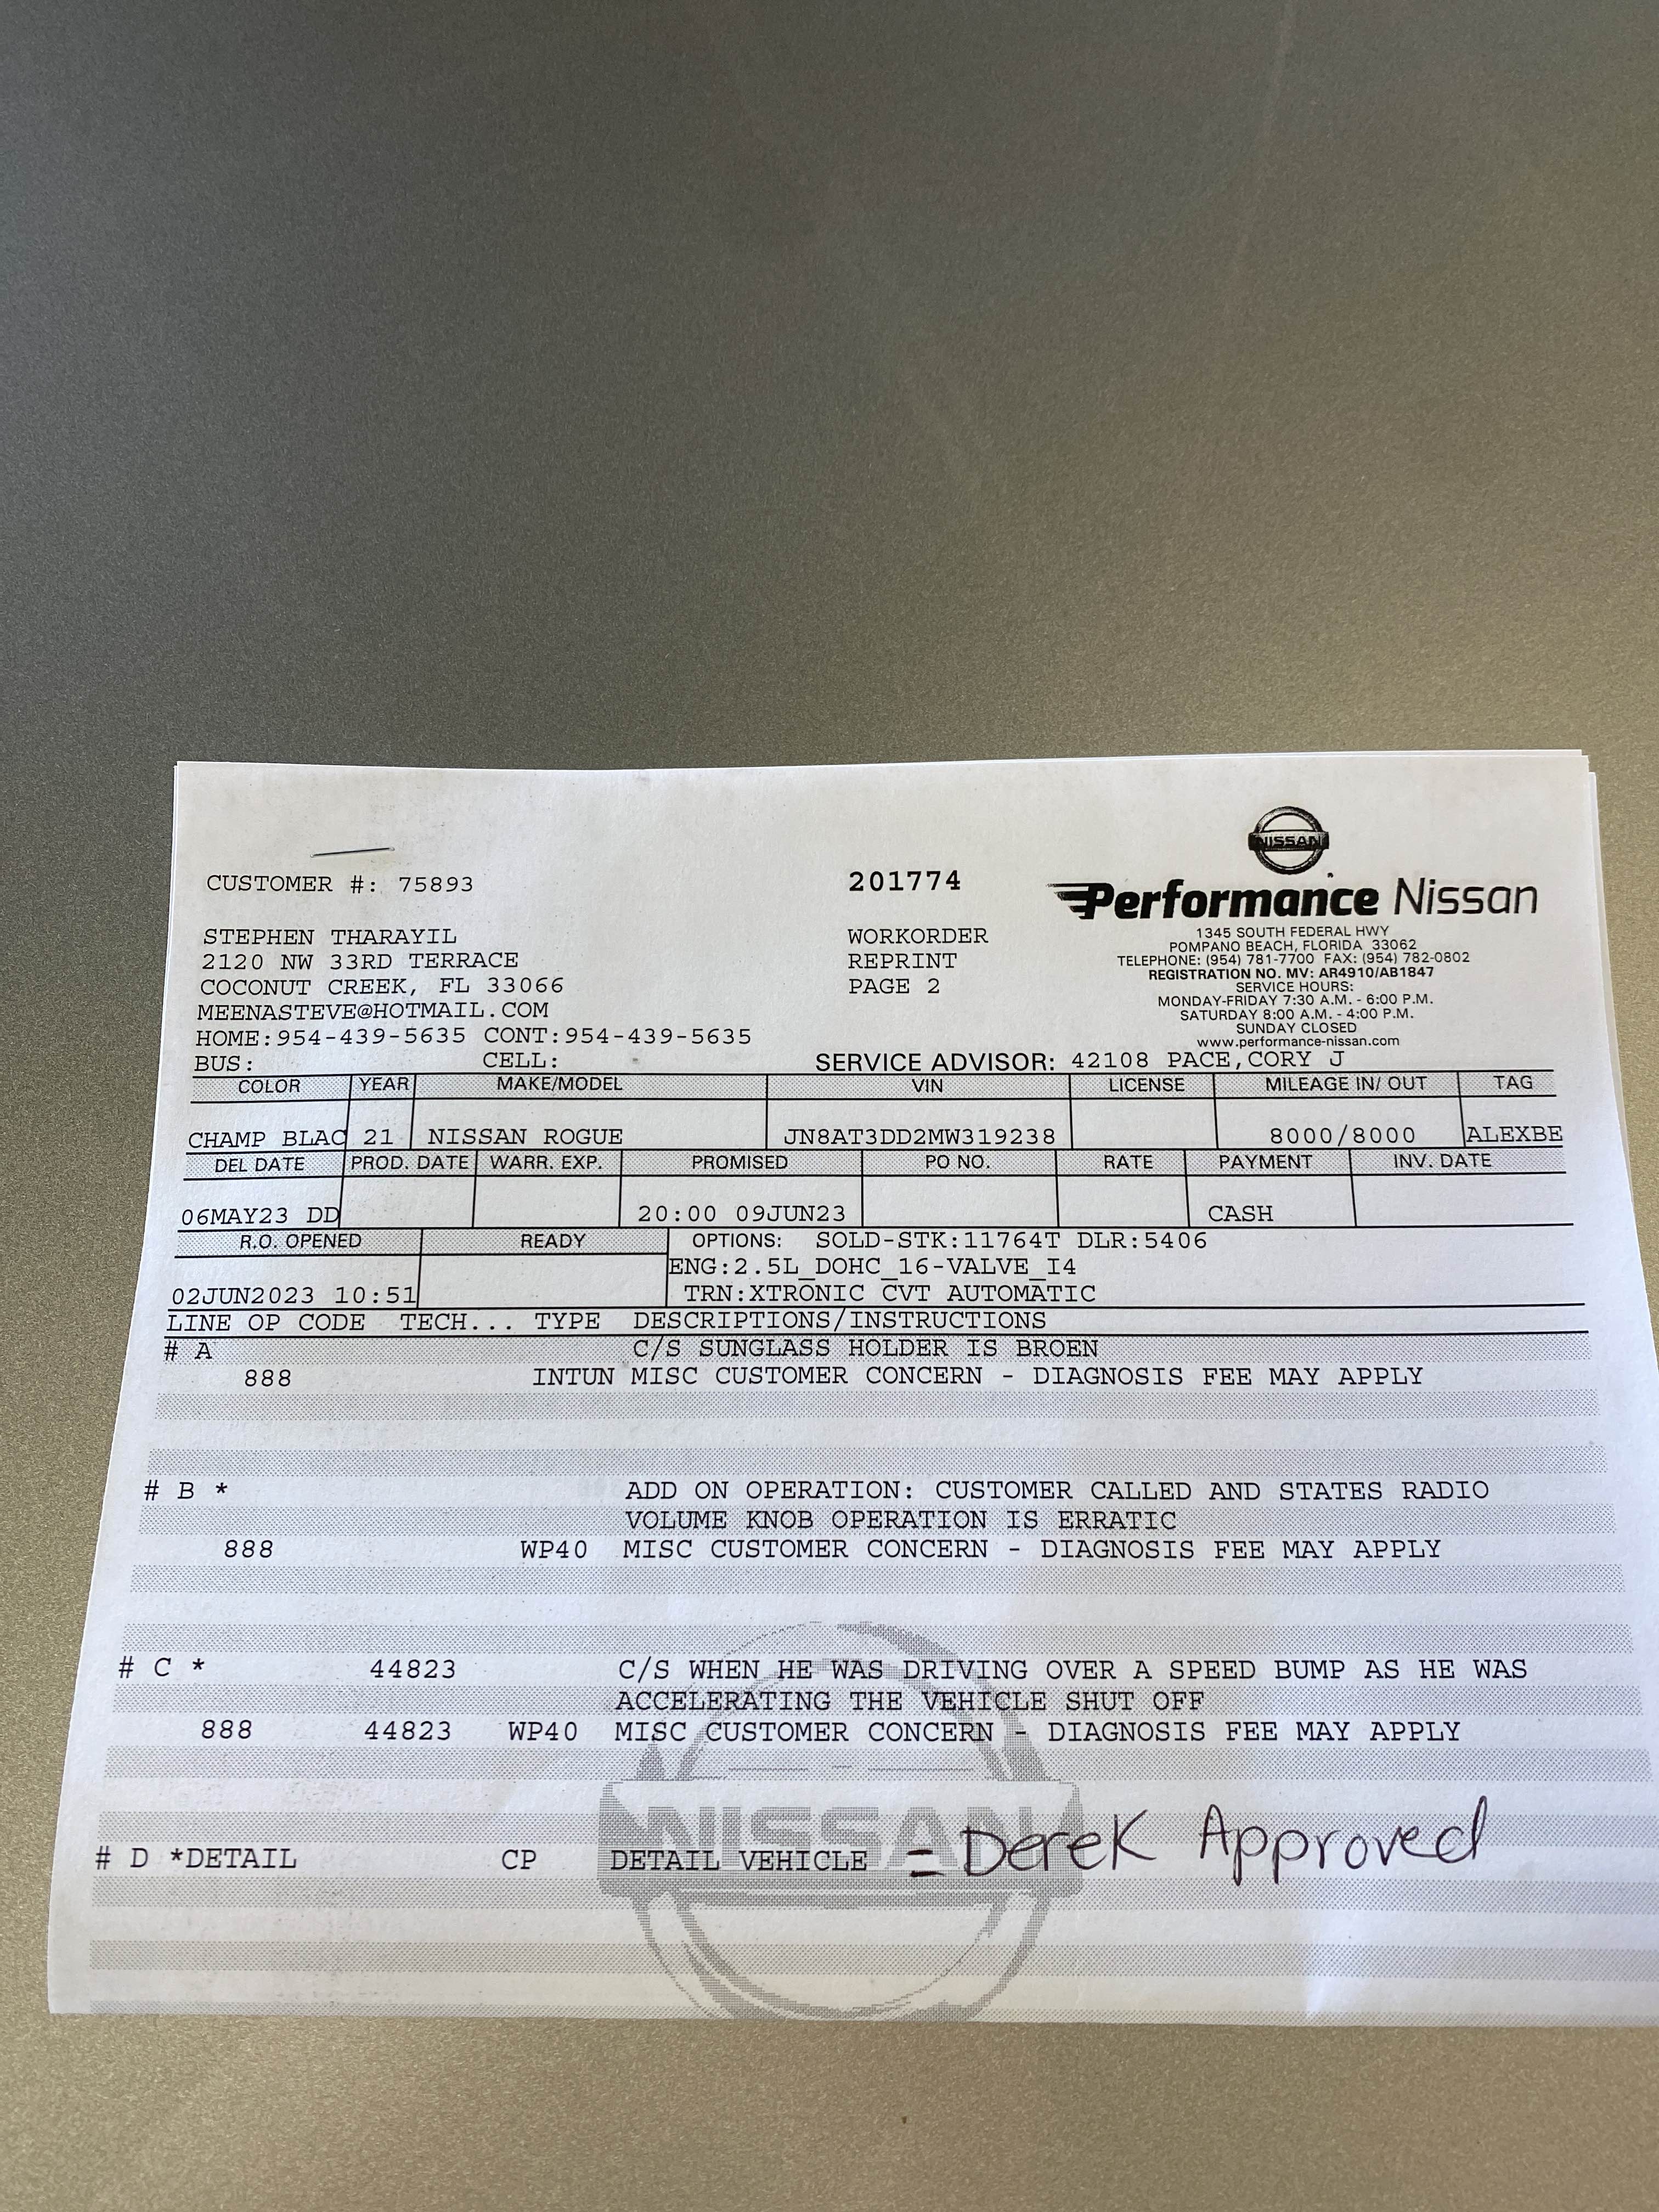 NISSAN
CUSTOMER #: 75893
201774
Performance Nissan
STEPHEN THARAYIL
2120 NW 33RD TERRACE
COCONUT CREEK, FL 33066
MEENASTEVE@HOTMAIL.COM
HOME:954-439-5635 CONT:954-439-5635
BUS: CELL:
WORKORDER
REPRINT
PAGE 2
1345 SOUTH FEDERAL HWY
POMPANO BEACH, FLORIDA 33062
TELEPHONE: (954) 781-7700 FAX: (954) 782-0802
REGISTRATION NO. MV: AR4910/AB1847
SERVICE HOURS:
MONDAY-FRIDAY 7:30 A.M. - 6:00 P.M.
SATURDAY 8:00 A.M. - 4:00 P.M.
SUNDAY CLOSED
www.performance-nissan.com
SERVICE ADVISOR: 42108 PACE,CORY J
COLOR YEAR MAKE/MODEL VIN LICENSE MILEAGE IN/ OUT TAG
CHAMP BLAC 21 NISSAN ROGUE JN8AT3DD2MW319238 8000/8000 ALEXBE
DEL DATE PROD. DATE WARR. EXP. PROMISED PO NO. RATE PAYMENT INV. DATE
06MAY23 DD 20:00 09JUN23 CASH
R.O. OPENED READY OPTIONS: SOLD-STK:11764T DLR:5406
ENG:2.5L_DOHC_16-VALVE_I4
02JUN2023 10:51 TRN:XTRONIC CVT AUTOMATIC
LINE OP CODE TECH... TYPE DESCRIPTIONS/INSTRUCTIONS
# A C/S SUNGLASS HOLDER IS BROEN
888 INTUN MISC CUSTOMER CONCERN - DIAGNOSIS FEE MAY APPLY
# B * ADD ON OPERATION: CUSTOMER CALLED AND STATES RADIO
VOLUME KNOB OPERATION IS ERRATIC
888 WP40 MISC CUSTOMER CONCERN - DIAGNOSIS FEE MAY APPLY
# C * 44823 C/S WHEN HE WAS DRIVING OVER A SPEED BUMP AS HE WAS
ACCELERATING THE VEHICLE SHUT OFF
888 44823 WP40 MISC CUSTOMER CONCERN - DIAGNOSIS FEE MAY APPLY
NISSAN
# D *DETAIL CP DETAIL VEHICLE = Derek Approved